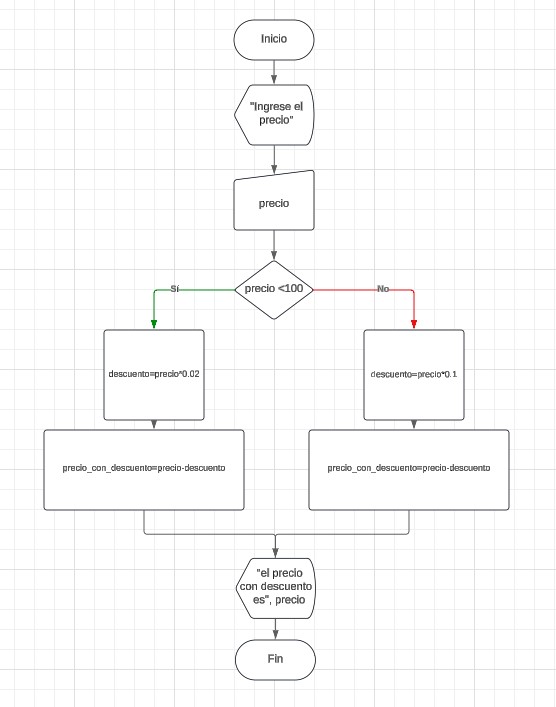 Inicio
"Ingrese el
precio"
precio
precio <100
Sí
No
descuento=precio*0.02
descuento=precio*0.1
precio_con_descuento=precio-descuento
precio_con_descuento=precio-descuento
"el precio
con descuento
es", precio
Fin